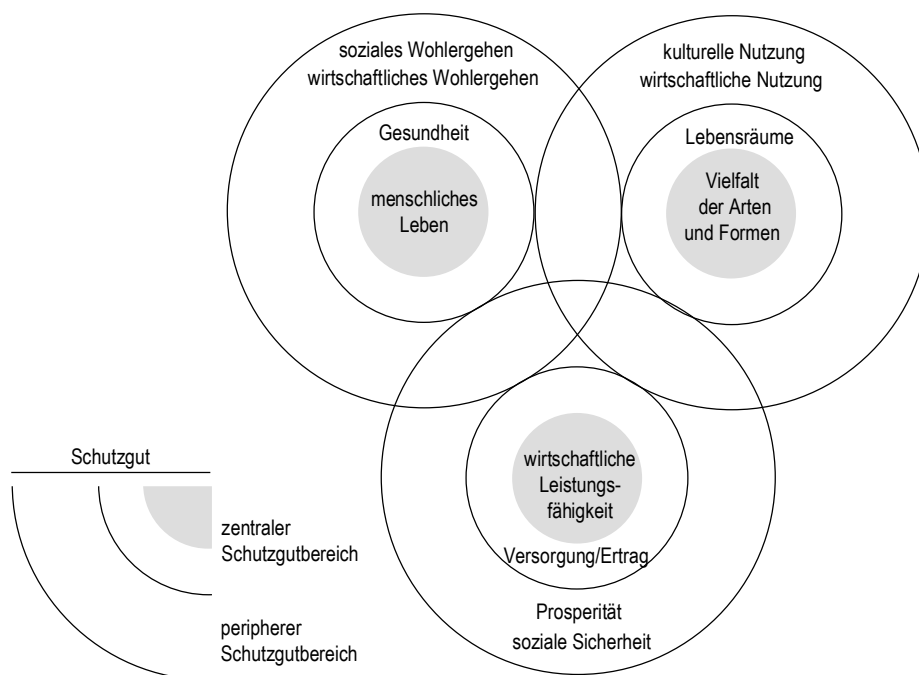 soziales Wohlergehen
wirtschaftliches Wohlergehen
kulturelle Nutzung
wirtschaftliche Nutzung
Gesundheit
menschliches
Leben
Lebensräume
Vielfalt
der Arten
und Formen
wirtschaftliche
Leistungs-
fähigkeit
Versorgung/Ertrag
Prosperität
soziale Sicherheit
Schutzgut
zentraler
Schutzgutbereich
peripherer
Schutzgutbereich